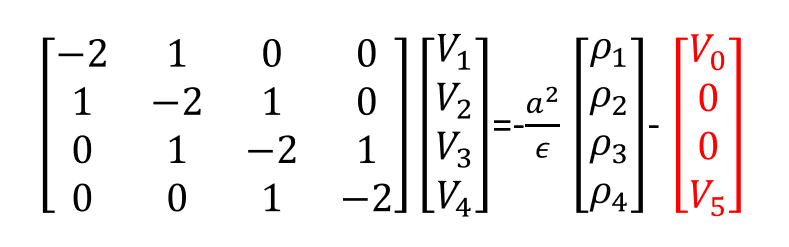 [−2 1 0 0] [V₁] [ρ₁] [V₀]
[1 −2 1 0] [V₂] =-a²/ϵ [ρ₂] - [0]
[0 1 −2 1] [V₃] [ρ₃] [0]
[0 0 1 −2] [V₄] [ρ₄] [V₅]